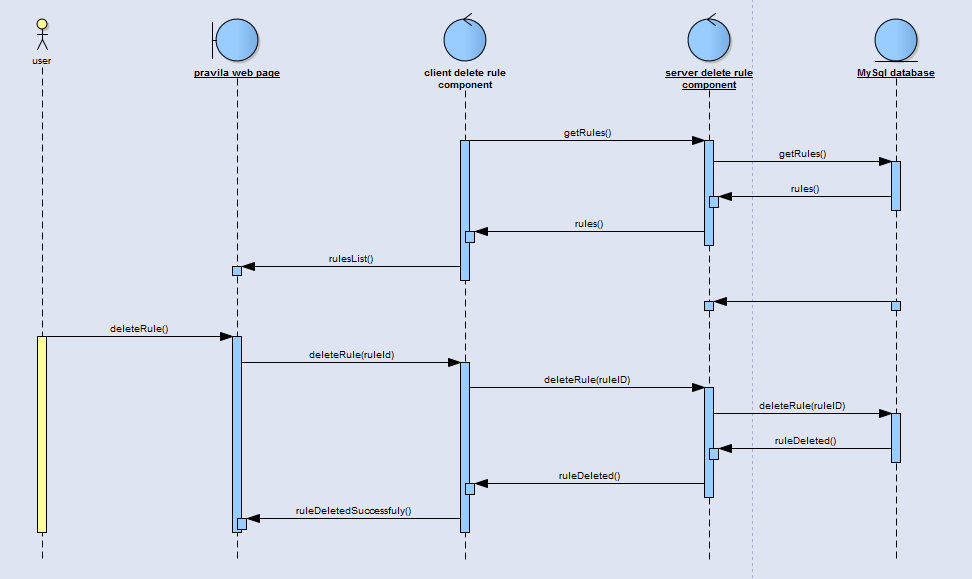 user
pravila web page
client delete rule
component
server delete rule
component
MySql database
getRules()
getRules()
rules()
rules()
rulesList()
deleteRule()
deleteRule(ruleId)
deleteRule(ruleID)
deleteRule(ruleID)
ruleDeleted()
ruleDeleted()
ruleDeletedSuccessfuly()